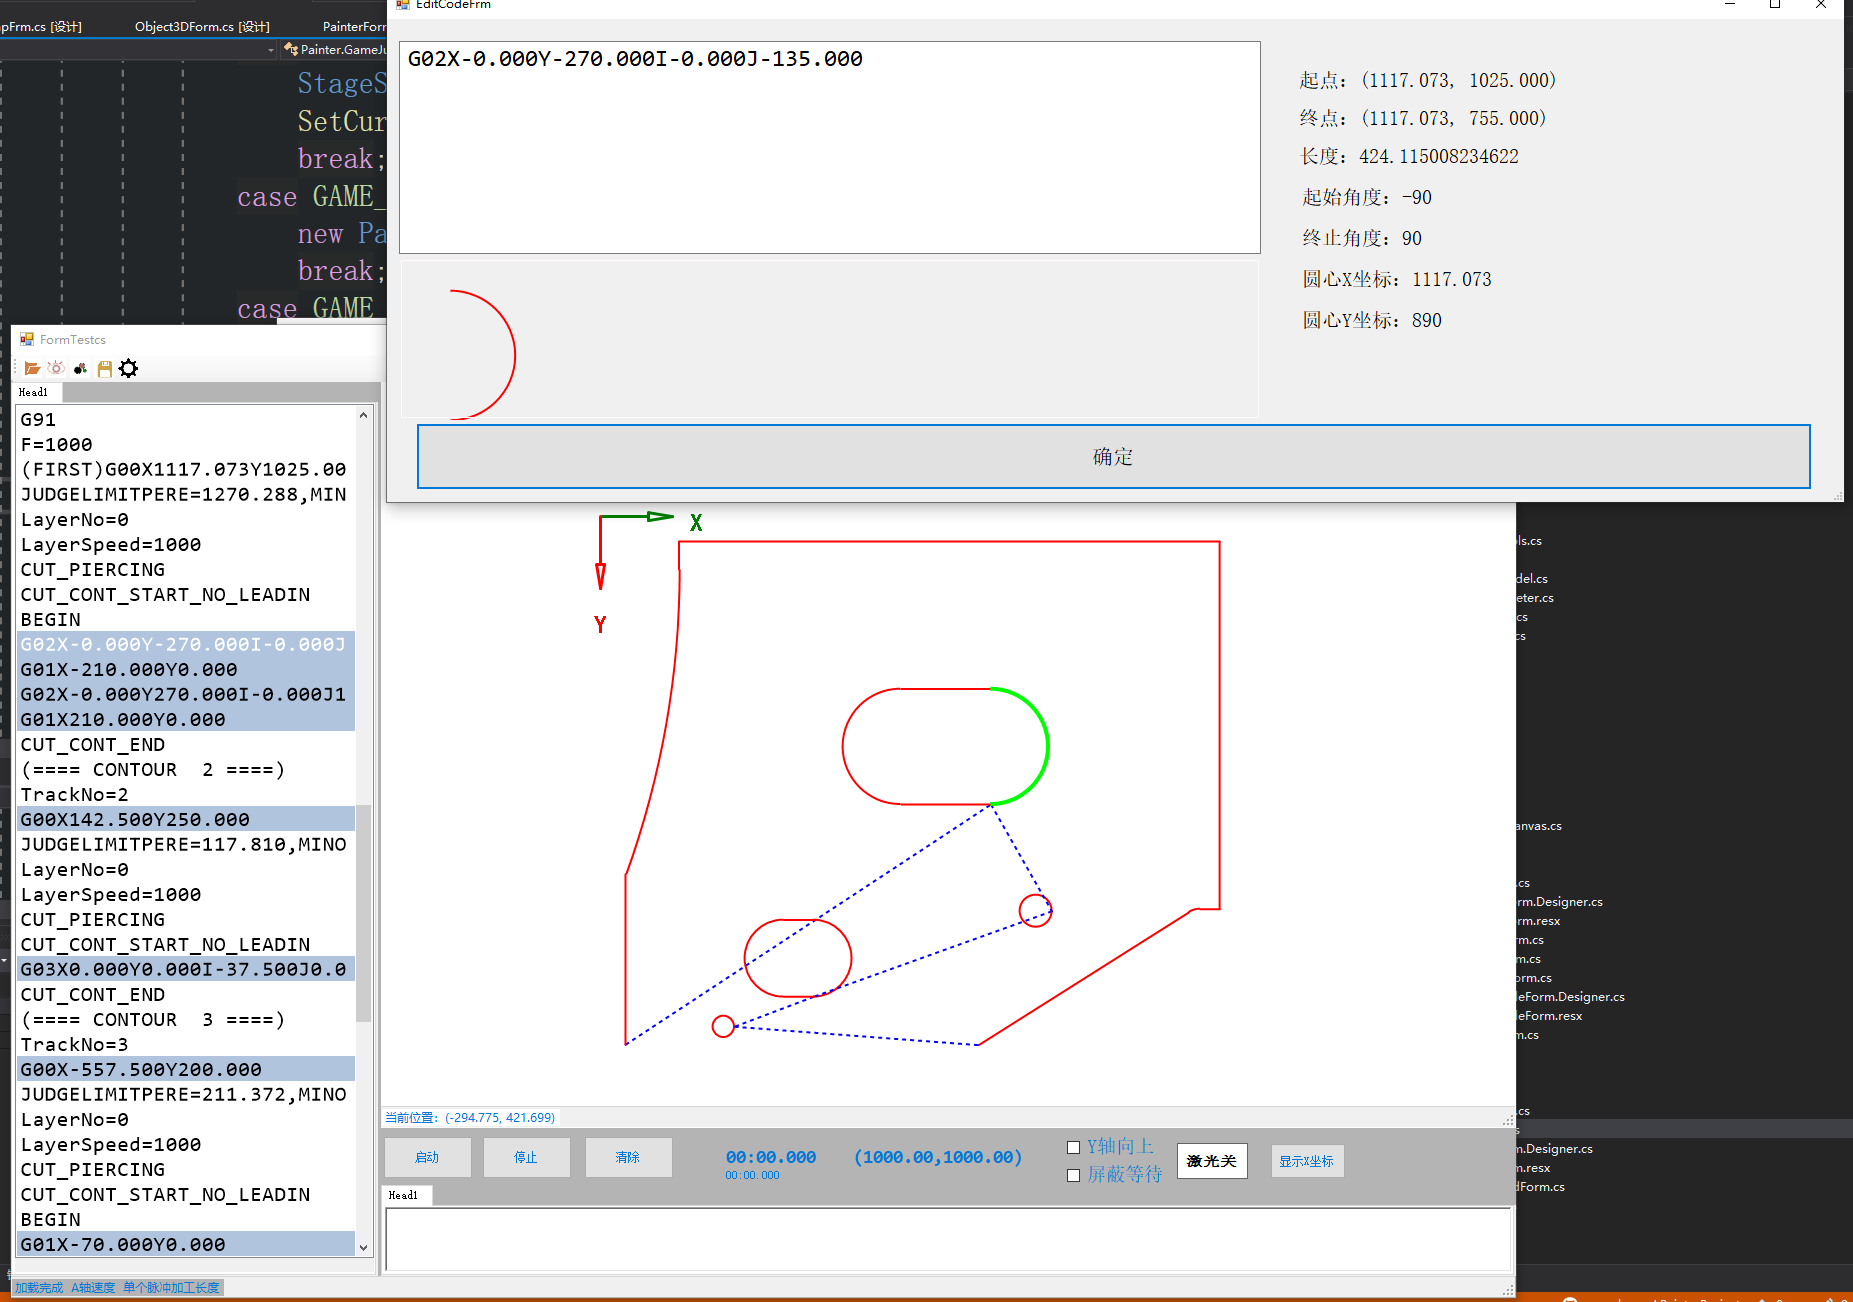 pFrm.cs [设计]
Object3DForm.cs [设计]
PainterForr
Painter.GameJu
StageS
SetCur
break;
case GAME_
new Pa
break;
case GAME_
EditCodeFrm
G02X-0.000Y-270.000I-0.000J-135.000
起点：(1117.073, 1025.000)
终点：(1117.073, 755.000)
长度：424.115008234622
起始角度：-90
终止角度：90
圆心X坐标：1117.073
圆心Y坐标：890
确定
FormTestcs
Head1
G91
F=1000
(FIRST)G00X1117.073Y1025.00
JUDGELIMITPERE=1270.288,MIN
LayerNo=0
LayerSpeed=1000
CUT_PIERCING
CUT_CONT_START_NO_LEADIN
BEGIN
G02X-0.000Y-270.000I-0.000J
G01X-210.000Y0.000
G02X-0.000Y270.000I-0.000J1
G01X210.000Y0.000
CUT_CONT_END
(==== CONTOUR  2 ====)
TrackNo=2
G00X142.500Y250.000
JUDGELIMITPERE=117.810,MINO
LayerNo=0
LayerSpeed=1000
CUT_PIERCING
CUT_CONT_START_NO_LEADIN
G03X0.000Y0.000I-37.500J0.0
CUT_CONT_END
(==== CONTOUR  3 ====)
TrackNo=3
G00X-557.500Y200.000
JUDGELIMITPERE=211.372,MINO
LayerNo=0
LayerSpeed=1000
CUT_PIERCING
CUT_CONT_START_NO_LEADIN
BEGIN
G01X-70.000Y0.000
加载完成 A轴速度 单个脉冲加工长度
X
Y
当前位置：(-294.775, 421.699)
启动
停止
清除
00:00.000
00:00.000
(1000.00,1000.00)
Y轴向上
屏蔽等待
激光关
显示X坐标
Head1
ls.cs
del.cs
eter.cs
cs
cs
anvas.cs
.cs
rm.Designer.cs
rm.resx
m.cs
m.cs
orm.cs
leForm.Designer.cs
leForm.resx
m.cs
.cs
s
m.Designer.cs
m.resx
dForm.cs